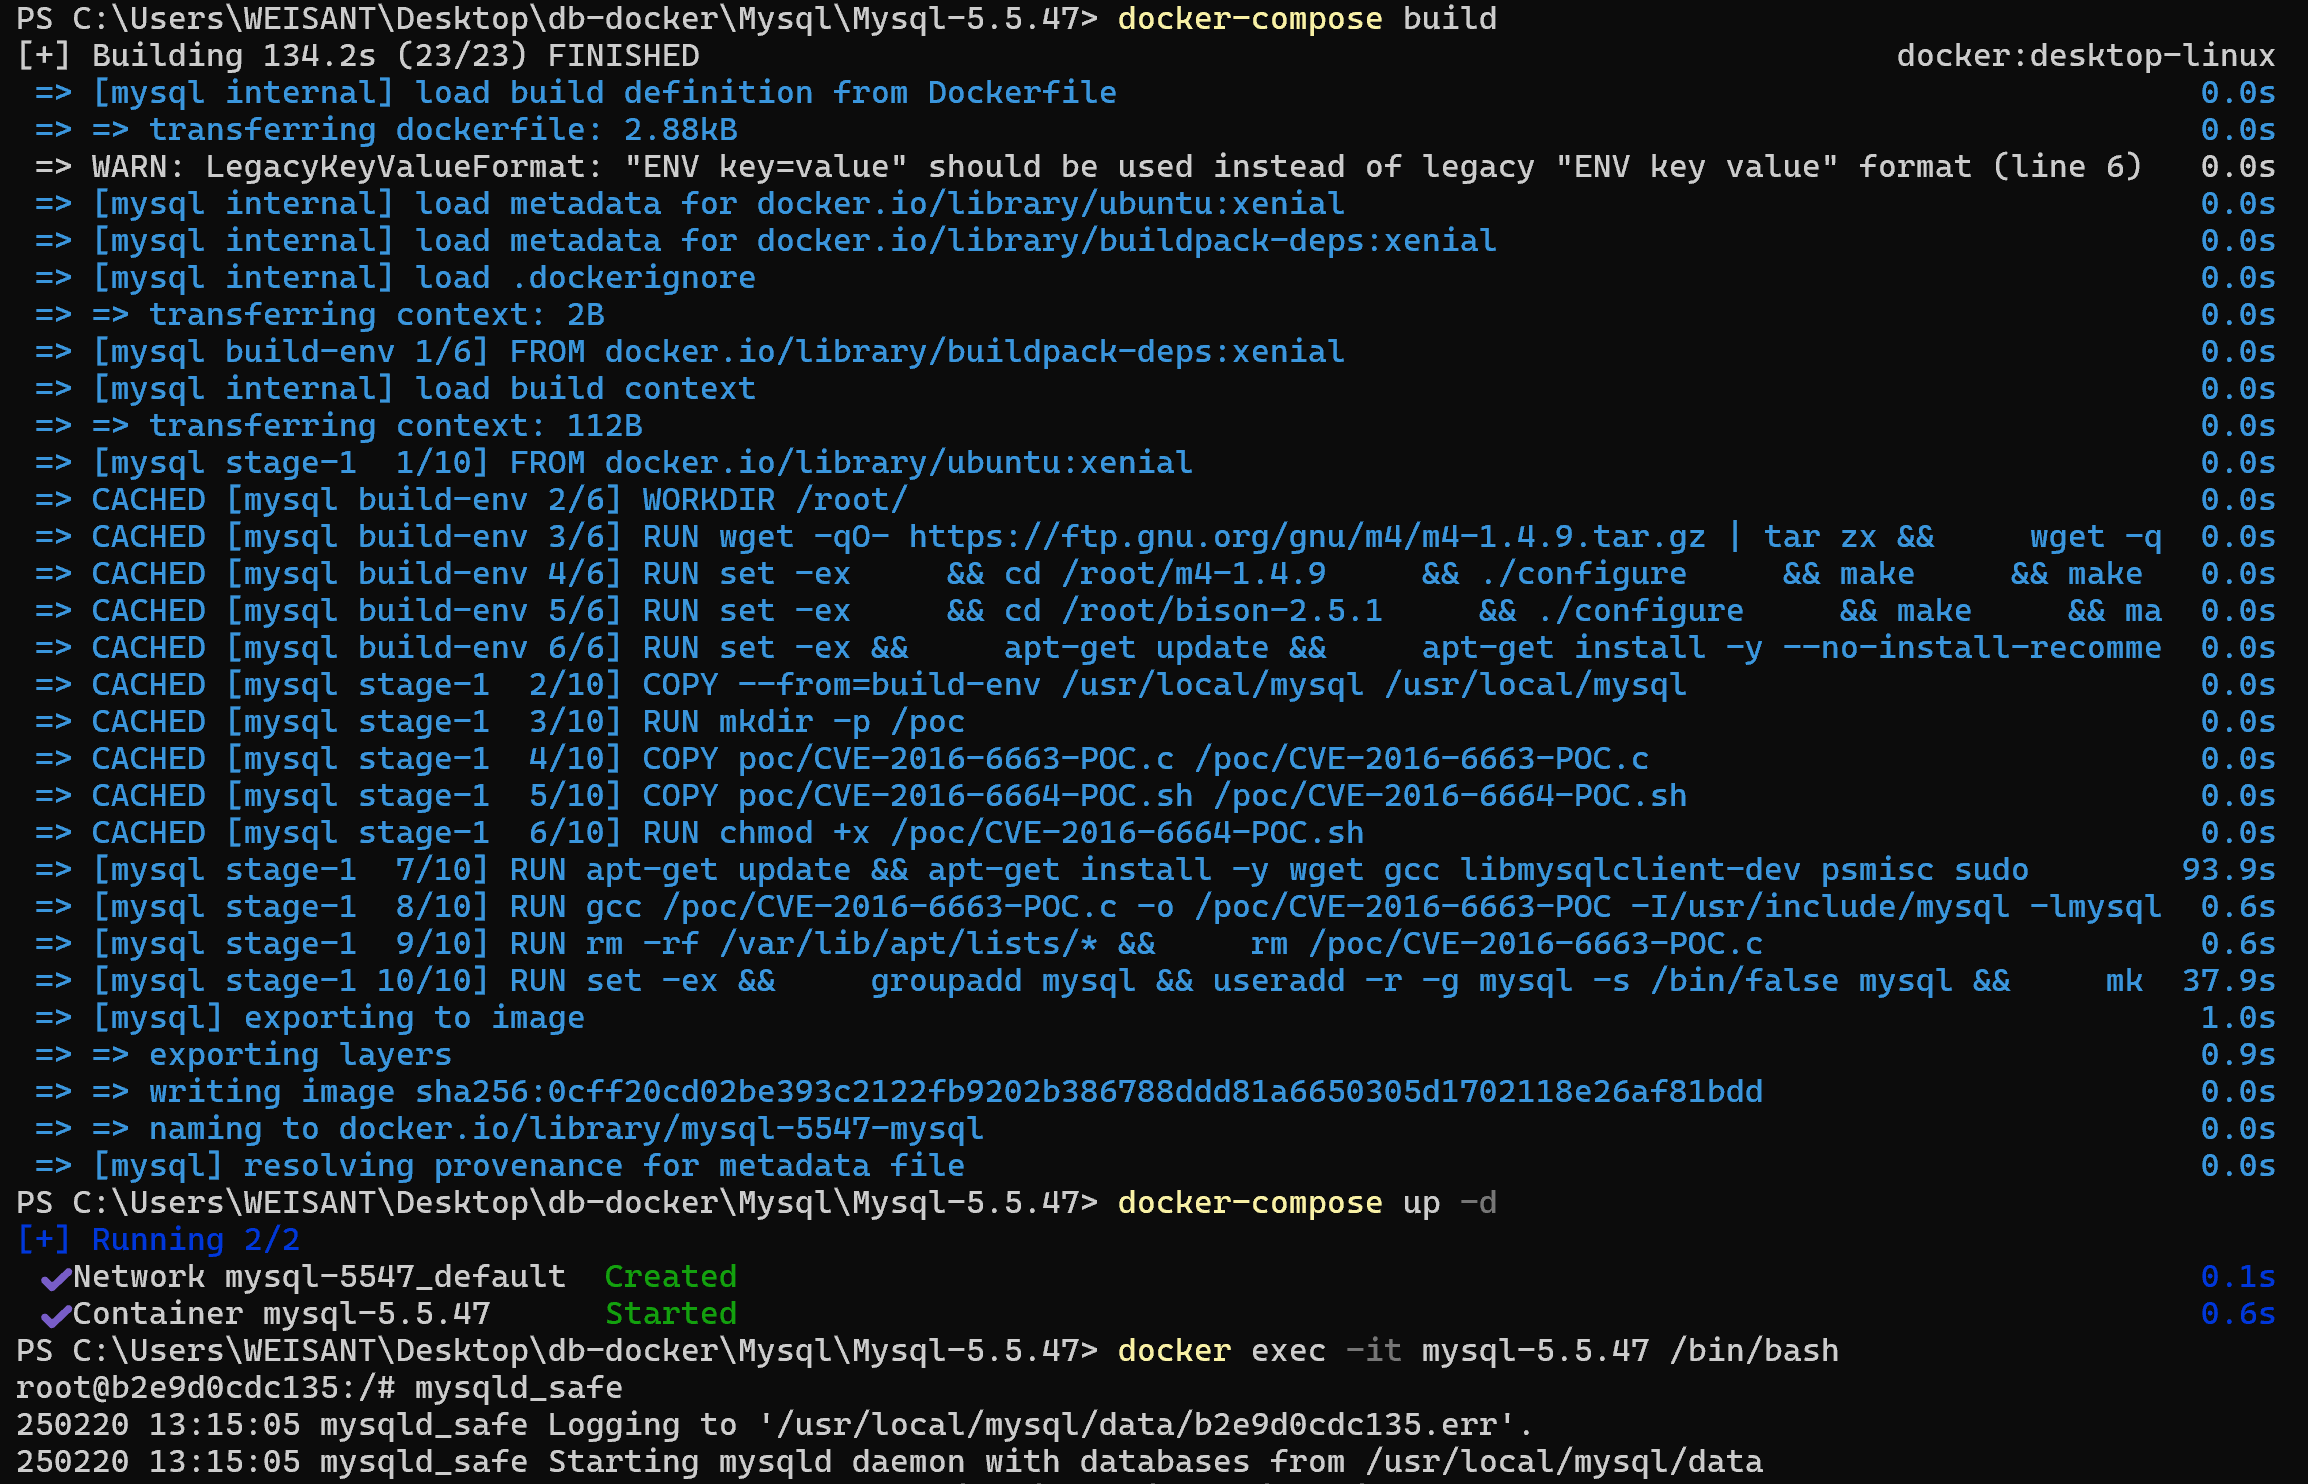 PS C:\Users\WEISANT\Desktop\db-docker\Mysql\Mysql-5.5.47> docker-compose build
[+] Building 134.2s (23/23) FINISHED docker:desktop-linux
=> [mysql internal] load build definition from Dockerfile 0.0s
=> => transferring dockerfile: 2.88kB 0.0s
=> WARN: LegacyKeyValueFormat: "ENV key=value" should be used instead of legacy "ENV key value" format (line 6) 0.0s
=> [mysql internal] load metadata for docker.io/library/ubuntu:xenial 0.0s
=> [mysql internal] load metadata for docker.io/library/buildpack-deps:xenial 0.0s
=> [mysql internal] load .dockerignore 0.0s
=> => transferring context: 2B 0.0s
=> [mysql build-env 1/6] FROM docker.io/library/buildpack-deps:xenial 0.0s
=> [mysql internal] load build context 0.0s
=> => transferring context: 112B 0.0s
=> [mysql stage-1 1/10] FROM docker.io/library/ubuntu:xenial 0.0s
=> CACHED [mysql build-env 2/6] WORKDIR /root/ 0.0s
=> CACHED [mysql build-env 3/6] RUN wget -qO- https://ftp.gnu.org/gnu/m4/m4-1.4.9.tar.gz | tar zx && wget -q 0.0s
=> CACHED [mysql build-env 4/6] RUN set -ex && cd /root/m4-1.4.9 && ./configure && make && make 0.0s
=> CACHED [mysql build-env 5/6] RUN set -ex && cd /root/bison-2.5.1 && ./configure && make && ma 0.0s
=> CACHED [mysql build-env 6/6] RUN set -ex && apt-get update && apt-get install -y --no-install-recomme 0.0s
=> CACHED [mysql stage-1 2/10] COPY --from=build-env /usr/local/mysql /usr/local/mysql 0.0s
=> CACHED [mysql stage-1 3/10] RUN mkdir -p /poc 0.0s
=> CACHED [mysql stage-1 4/10] COPY poc/CVE-2016-6663-POC.c /poc/CVE-2016-6663-POC.c 0.0s
=> CACHED [mysql stage-1 5/10] COPY poc/CVE-2016-6664-POC.sh /poc/CVE-2016-6664-POC.sh 0.0s
=> CACHED [mysql stage-1 6/10] RUN chmod +x /poc/CVE-2016-6664-POC.sh 0.0s
=> [mysql stage-1 7/10] RUN apt-get update && apt-get install -y wget gcc libmysqlclient-dev psmisc sudo 93.9s
=> [mysql stage-1 8/10] RUN gcc /poc/CVE-2016-6663-POC.c -o /poc/CVE-2016-6663-POC -I/usr/include/mysql -lmysql 0.6s
=> [mysql stage-1 9/10] RUN rm -rf /var/lib/apt/lists/* && rm /poc/CVE-2016-6663-POC.c 0.6s
=> [mysql stage-1 10/10] RUN set -ex && groupadd mysql && useradd -r -g mysql -s /bin/false mysql && mk 37.9s
=> [mysql] exporting to image 1.0s
=> => exporting layers 0.9s
=> => writing image sha256:0cff20cd02be393c2122fb9202b386788ddd81a6650305d1702118e26af81bdd 0.0s
=> => naming to docker.io/library/mysql-5547-mysql 0.0s
=> [mysql] resolving provenance for metadata file 0.0s
PS C:\Users\WEISANT\Desktop\db-docker\Mysql\Mysql-5.5.47> docker-compose up -d
[+] Running 2/2
✔Network mysql-5547_default Created 0.1s
✔Container mysql-5.5.47 Started 0.6s
PS C:\Users\WEISANT\Desktop\db-docker\Mysql\Mysql-5.5.47> docker exec -it mysql-5.5.47 /bin/bash
root@b2e9d0cdc135:/# mysqld_safe
250220 13:15:05 mysqld_safe Logging to '/usr/local/mysql/data/b2e9d0cdc135.err'.
250220 13:15:05 mysqld_safe Starting mysqld daemon with databases from /usr/local/mysql/data